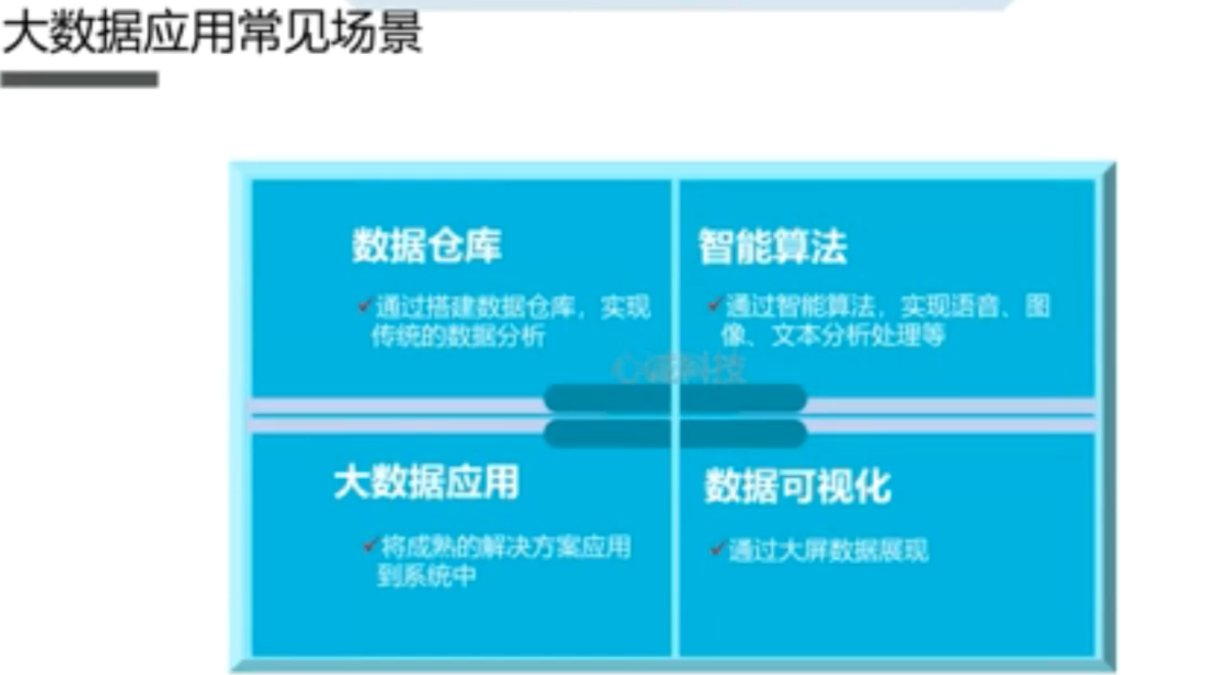 大数据应用常见场景
数据仓库
通过搭建数据仓库，实现
传统的数据分析
智能算法
通过智能算法，实现语音、图
像、文本分析处理等
大数据应用
将成熟的解决方案应用
到系统中
数据可视化
通过大屏数据展现